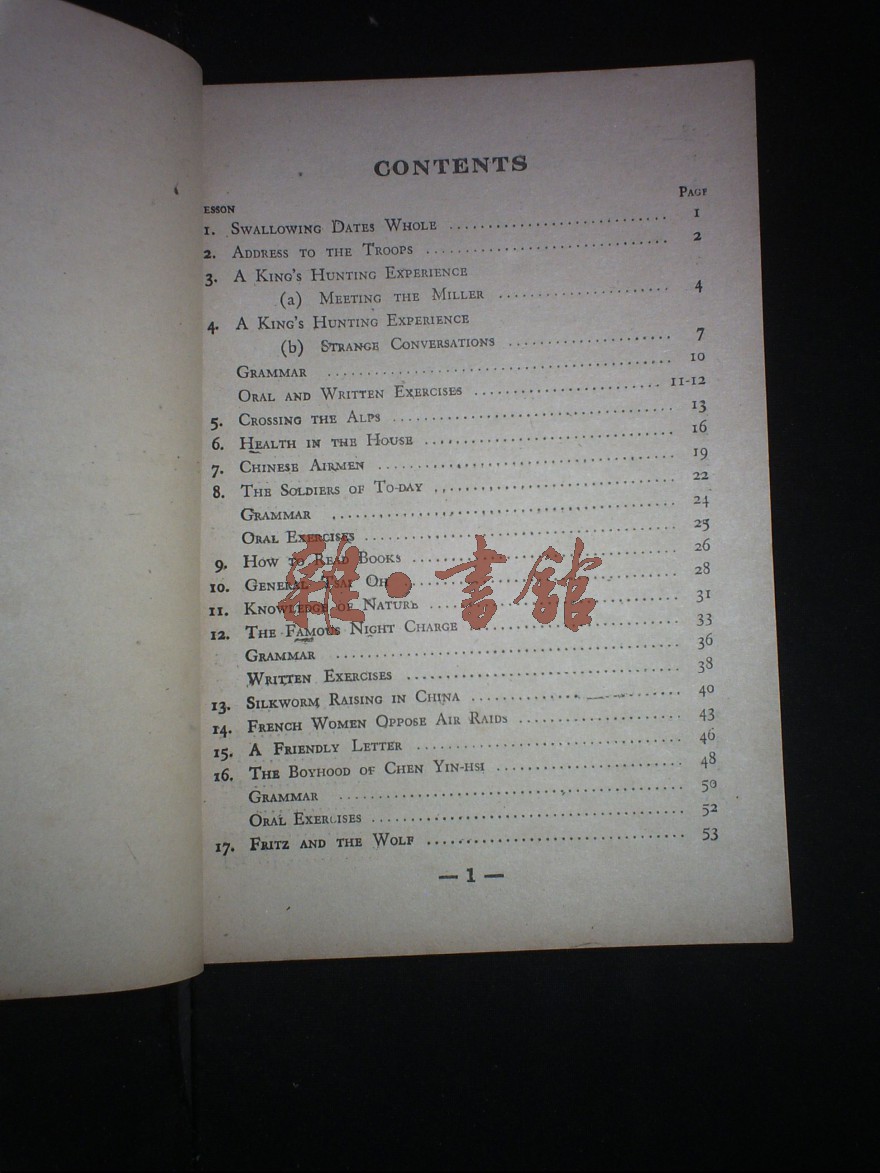 CONTENTS
ESSON PAGE
1. SWALLOWING DATES WHOLE 1
2. ADDRESS TO THE TROOPS 2
3. A KING'S HUNTING EXPERIENCE
(a) MEETING THE MILLER 4
4. A KING'S HUNTING EXPERIENCE
(b) STRANGE CONVERSATIONS 7
GRAMMAR 10
ORAL AND WRITTEN EXERCISES 11-12
5. CROSSING THE ALPS 13
6. HEALTH IN THE HOUSE 16
7. CHINESE AIRMEN 19
8. THE SOLDIERS OF TO-DAY 22
GRAMMAR 24
ORAL EXERCISES 25
9. HOW TO READ BOOKS 26
10. GENERAL TSAI OH 28
11. KNOWLEDGE OF NATURE 31
12. THE FAMOUS NIGHT CHARGE 33
GRAMMAR 36
WRITTEN EXERCISES 38
13. SILKWORM RAISING IN CHINA 40
14. FRENCH WOMEN OPPOSE AIR RAIDS 43
15. A FRIENDLY LETTER 46
16. THE BOYHOOD OF CHEN YIN-HSI 48
GRAMMAR 50
ORAL EXERCISES 52
17. FRITZ AND THE WOLF 53
— 1 —
雜·書館